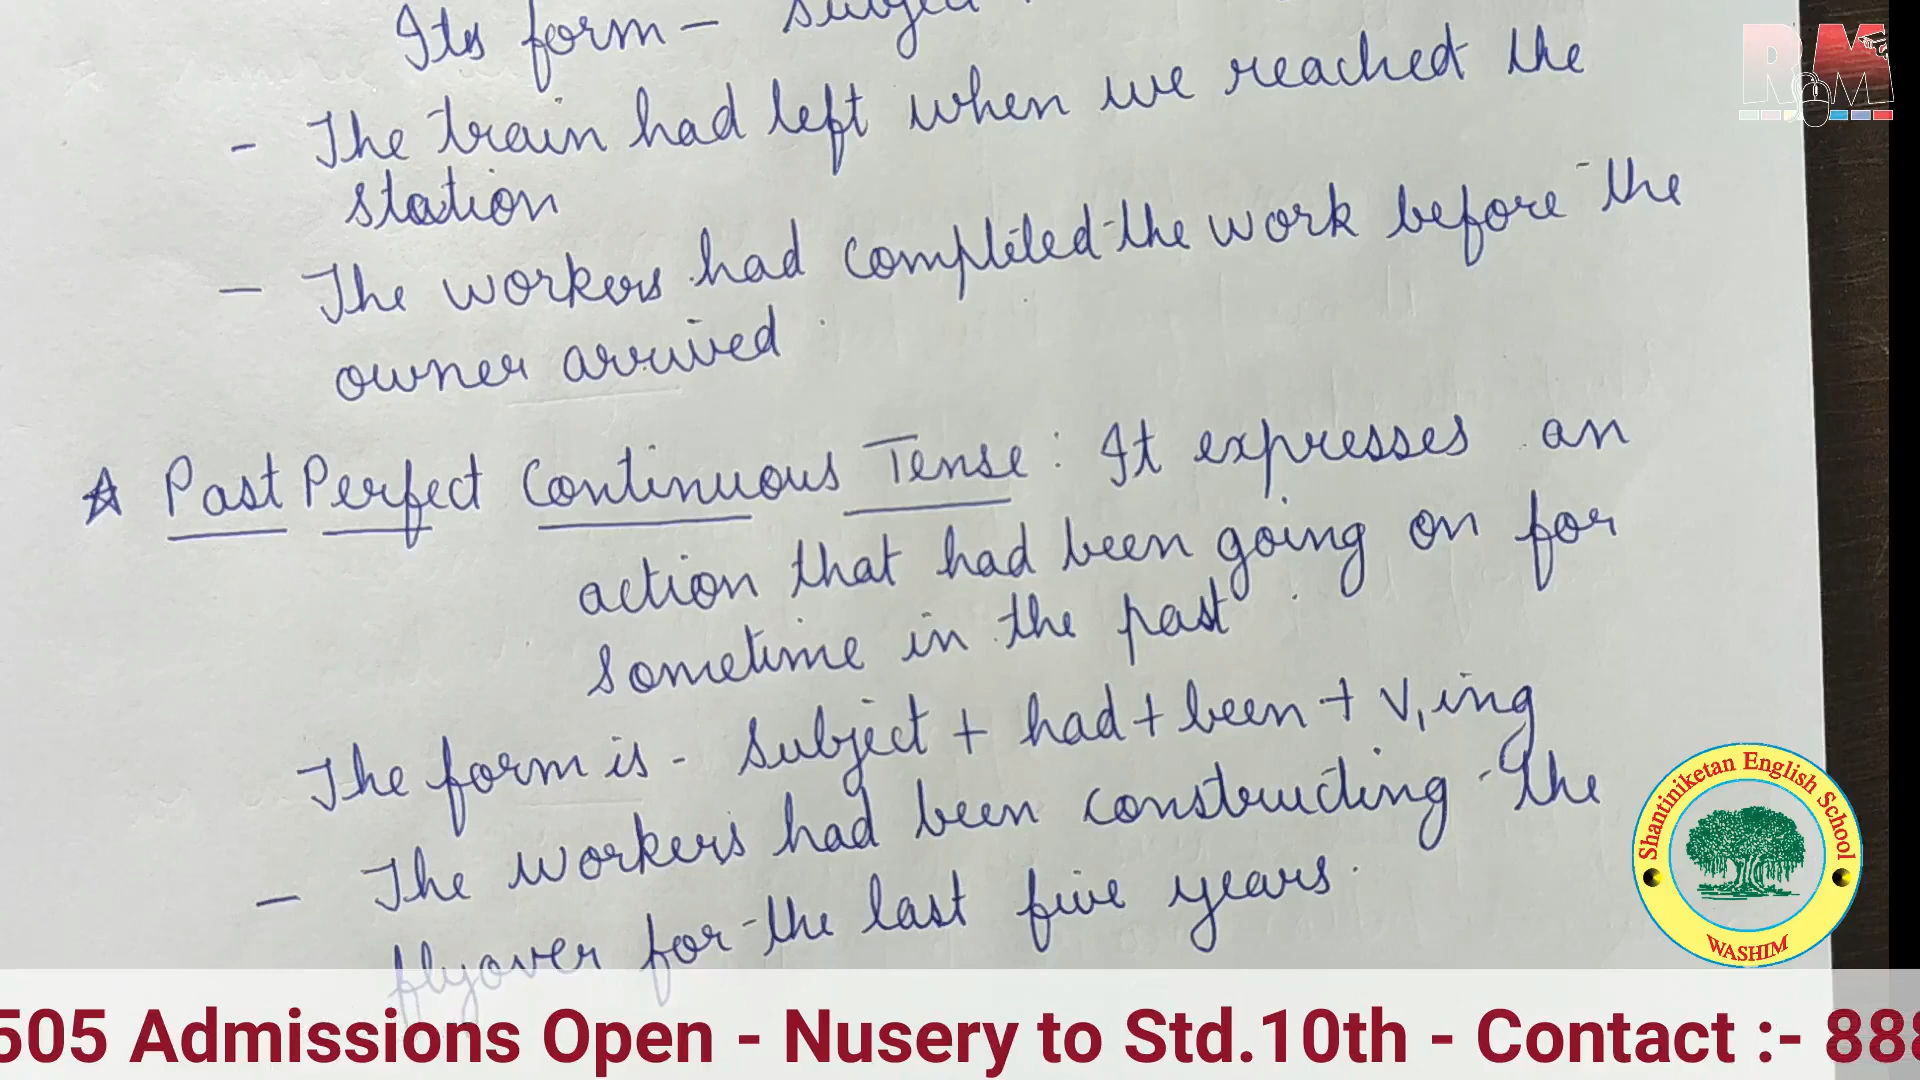 Its form - Subject
- The train had left when we reached the
station
- The workers had completed the work before the
owner arrived
☆ Past Perfect Continuous Tense : It expresses an
action that had been going on for
sometime in the past
The form is - Subject + had + been + V₁ing
- The workers had been constructing the
flyover for the last five years.
RM
Shantiniketan English School
WASHIM
505 Admissions Open - Nusery to Std.10th - Contact :- 888